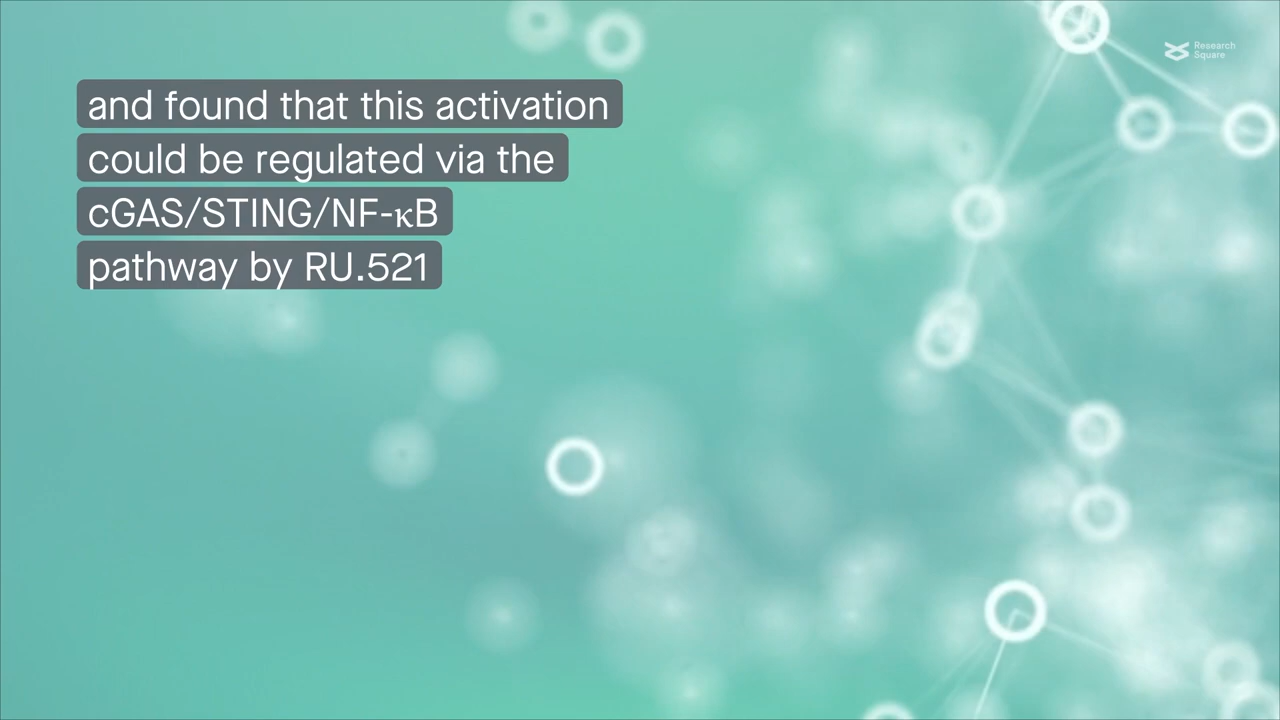 and found that this activation
could be regulated via the
cGAS/STING/NF-κB
pathway by RU.521
Research
Square